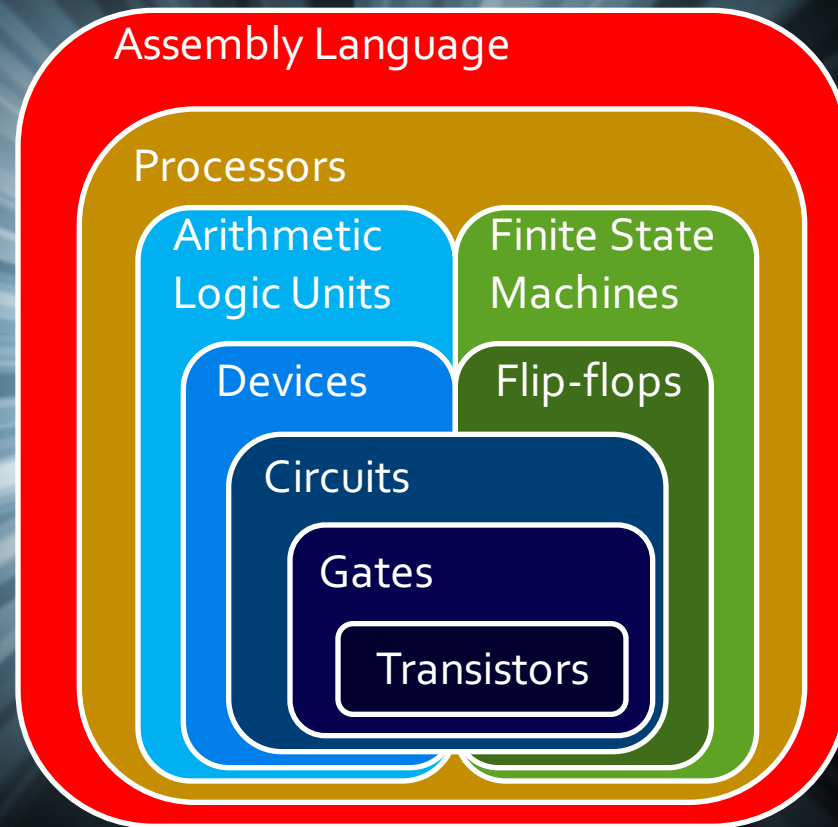 Assembly Language
Processors
Arithmetic
Logic Units
Finite State
Machines
Devices
Flip-flops
Circuits
Gates
Transistors